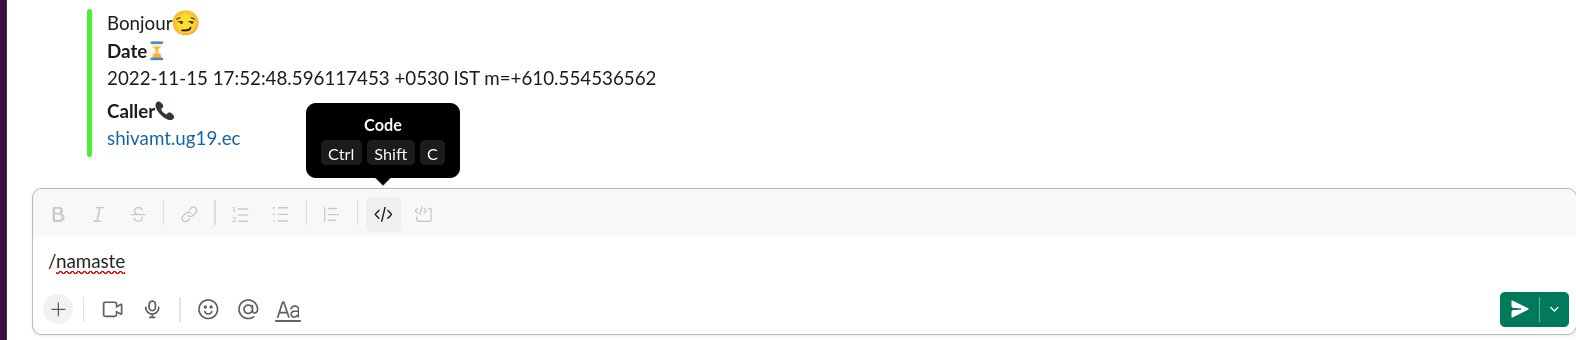 Bonjour😏
Date⏳
2022-11-15 17:52:48.596117453 +0530 IST m=+610.554536562
Caller📞
shivamt.ug19.ec
Code
Ctrl Shift C
/namaste
Aa